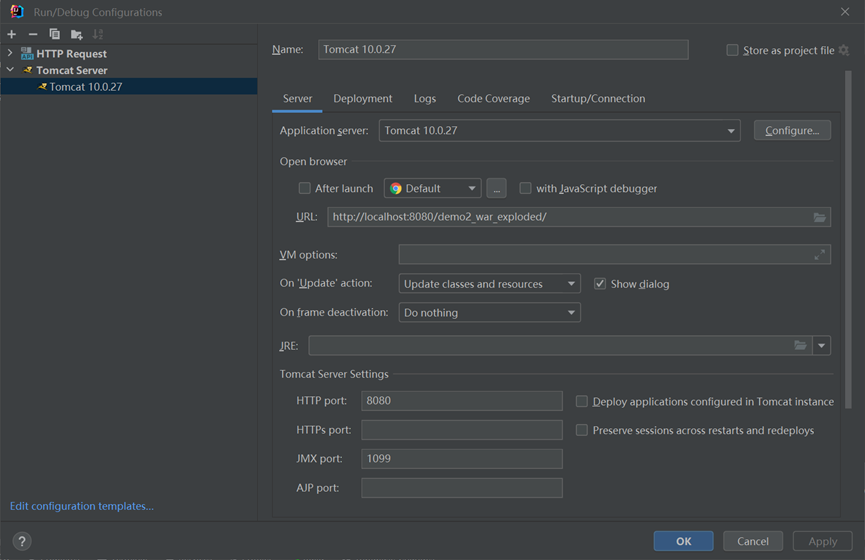 Run/Debug Configurations
HTTP Request
Tomcat Server
Tomcat 10.0.27
Edit configuration templates...
Name: Tomcat 10.0.27 Store as project file
Server Deployment Logs Code Coverage Startup/Connection
Application server: Tomcat 10.0.27 Configure...
Open browser
After launch Default ... with JavaScript debugger
URL: http://localhost:8080/demo2_war_exploded/
VM options:
On 'Update' action: Update classes and resources Show dialog
On frame deactivation: Do nothing
JRE:
Tomcat Server Settings
HTTP port: 8080 Deploy applications configured in Tomcat instance
HTTPs port: Preserve sessions across restarts and redeploys
JMX port: 1099
AJP port:
? OK Cancel Apply